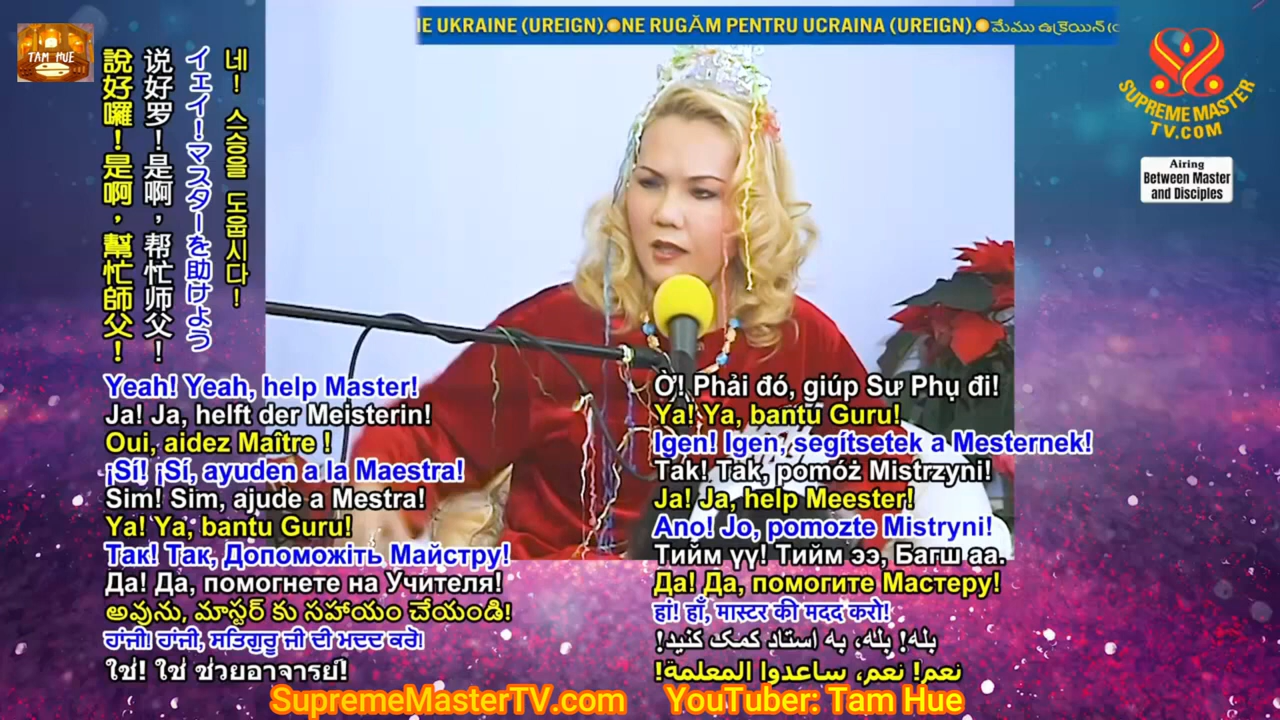 IE UKRAINE (UREIGN). NE RUGĂM PENTRU UCRAINA (UREIGN). మేము ఉక్రెయిన్
TAM HUE
SUPREME MASTER
TV.COM
Airing
Between Master
and Disciples
네! 스승을 도웁시다!
イェイ!マスターを助けよう
说好罗!是啊,帮忙师父!
說好囉!是啊,幫忙師父!
Yeah! Yeah, help Master!
Ja! Ja, helft der Meisterin!
Oui, aidez Maître !
¡Sí! ¡Sí, ayuden a la Maestra!
Sim! Sim, ajude a Mestra!
Ya! Ya, bantu Guru!
Так! Так, Допоможіть Майстру!
Да! Да, помогнете на Учителя!
అవును, మాస్టర్ కు సహాయం చేయండి!
ਹਾਂਜੀ! ਹਾਂਜੀ, ਸਤਿਗੁਰੂ ਜੀ ਦੀ ਮਦਦ ਕਰੋ!
ใช่! ใช่ ช่วยอาจารย์!
Ờ! Phải đó, giúp Sư Phụ đi!
Ya! Ya, bantu Guru!
Igen! Igen, segítsetek a Mesternek!
Tak! Tak, pomóż Mistrzyni!
Ja! Ja, help Meester!
Ano! Jo, pomozte Mistryni!
Тийм үү! Тийм ээ, Багш аа.
Да! Да, помогите Мастеру!
हां! हाँ, मास्टर की मदद करो!
بله! بله، به استاد کمک کنید!
نعم! نعم، ساعدوا المعلمة!
SupremeMasterTV.com YouTuber: Tam Hue